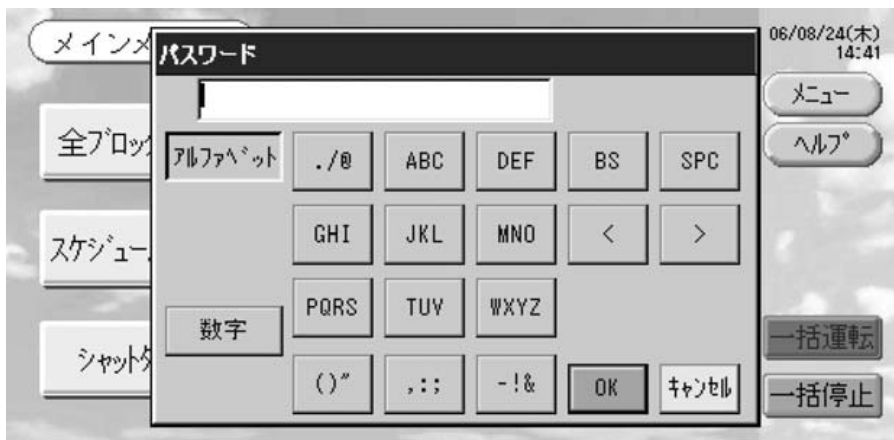 メインメ
パスワード
06/08/24(木)
14:41
メニュー
ヘルプ
全ブロック
アルファベット
./@
ABC
DEF
BS
SPC
GHI
JKL
MNO
<
>
スケジュー
PQRS
TUV
WXYZ
数字
一括運転
シャットダ
()"
,:;
-!&
OK
キャンセル
一括停止